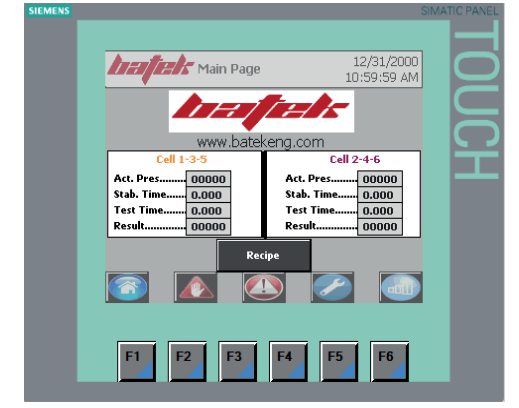 SIEMENS
SIMATIC PANEL
TOUCH
batek Main Page
12/31/2000
10:59:59 AM
batek
www.batekeng.com
Cell 1-3-5
Act. Pres......... 00000
Stab. Time.... 0.000
Test Time....... 0.000
Result............. 00000
Cell 2-4-6
Act. Pres......... 00000
Stab. Time.... 0.000
Test Time....... 0.000
Result............. 00000
Recipe
F1 F2 F3 F4 F5 F6